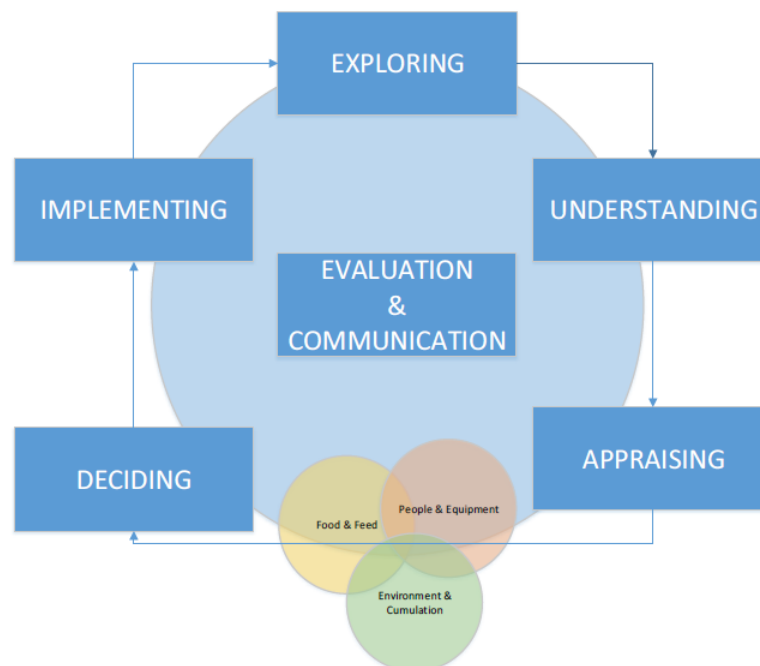 EXPLORING
IMPLEMENTING
UNDERSTANDING
EVALUATION
&
COMMUNICATION
DECIDING
APPRAISING
Food & Feed
People & Equipment
Environment &
Cumulation